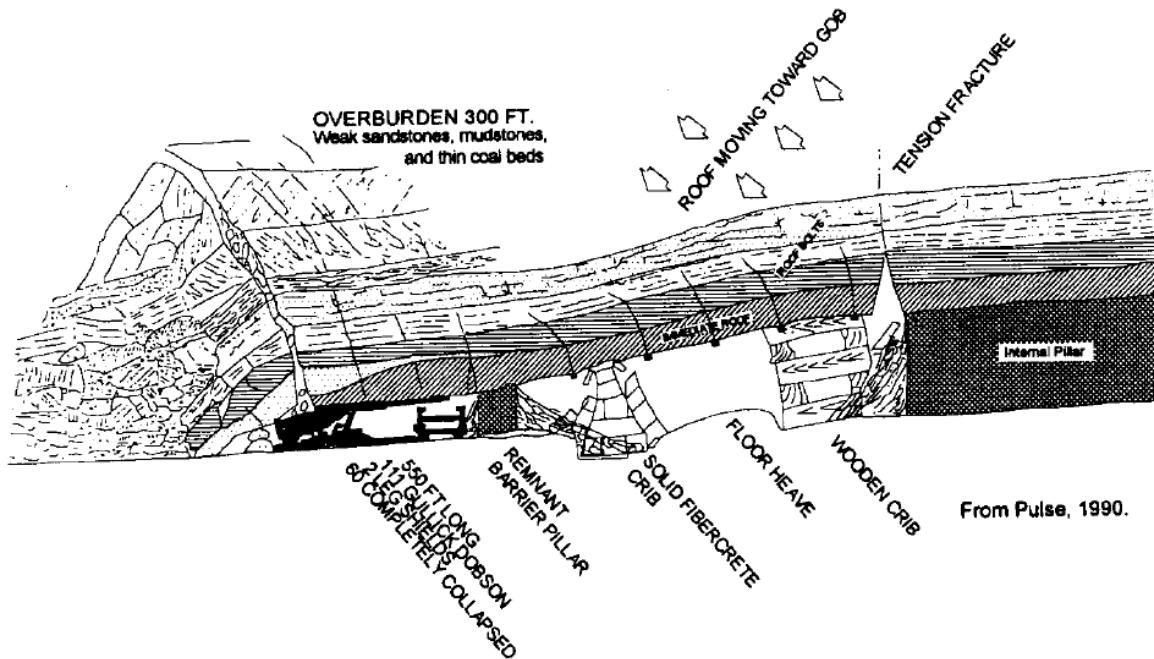 OVERBURDEN 300 FT.
Weak sandstones, mudstones,
and thin coal beds
ROOF MOVING TOWARD GOB
TENSION FRACTURE
ROOF BOLTS
IMMEDIATE ROOF
Internal Pillar
550 FT LONG
111 GULLICK DOBSON
2 LEG SHIELDS
60 COMPLETELY COLLAPSED
REMNANT
BARRIER PILLAR
SOLID FIBERCRETE
CRIB
FLOOR HEAVE
WOODEN CRIB
From Pulse, 1990.